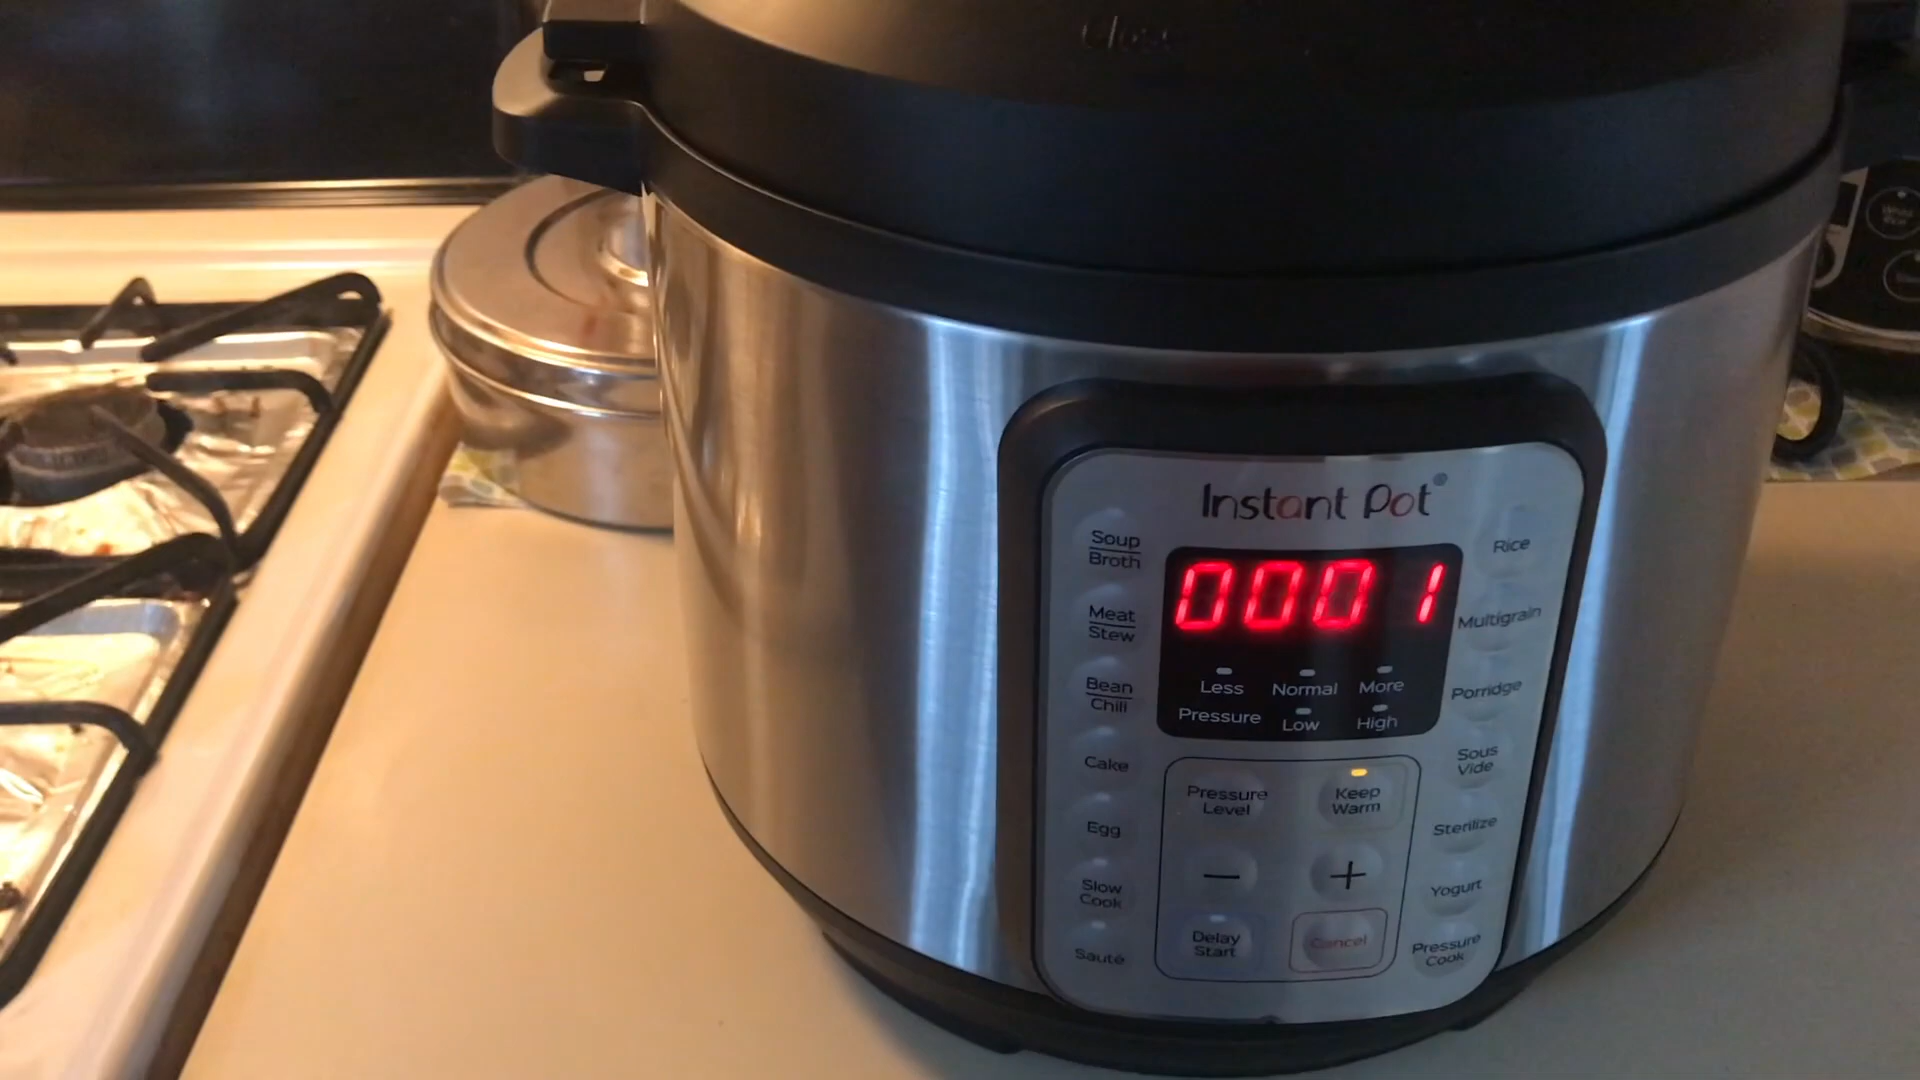 Close
Instant Pot®
0001
Soup
Broth
Meat
Stew
Bean
Chili
Cake
Egg
Slow
Cook
Sauté
Less Normal More
Pressure Low High
Pressure
Level
Keep
Warm
−
+
Delay
Start
Cancel
Rice
Multigrain
Porridge
Sous
Vide
Sterilize
Yogurt
Pressure
Cook